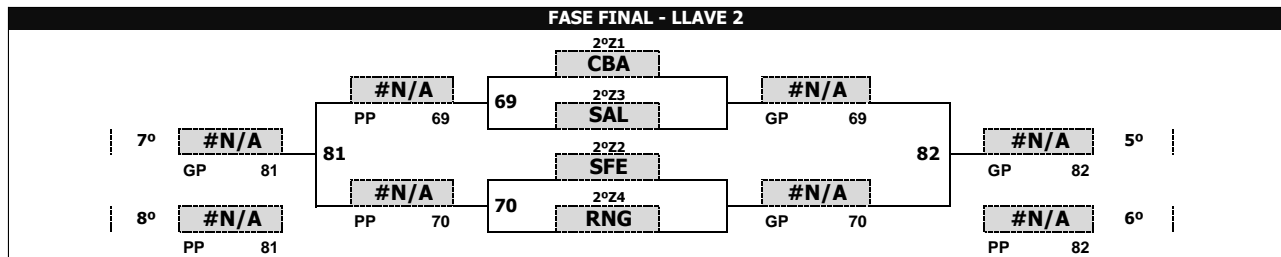 FASE FINAL - LLAVE 2
2ºZ1
CBA
#N/A 69 #N/A
2ºZ3
PP 69 SAL GP 69
7º #N/A 81 82 #N/A 5º
2ºZ2
GP 81 SFE GP 82
#N/A 70 #N/A
2ºZ4
8º #N/A PP 70 RNG GP 70 #N/A 6º
PP 81 PP 82